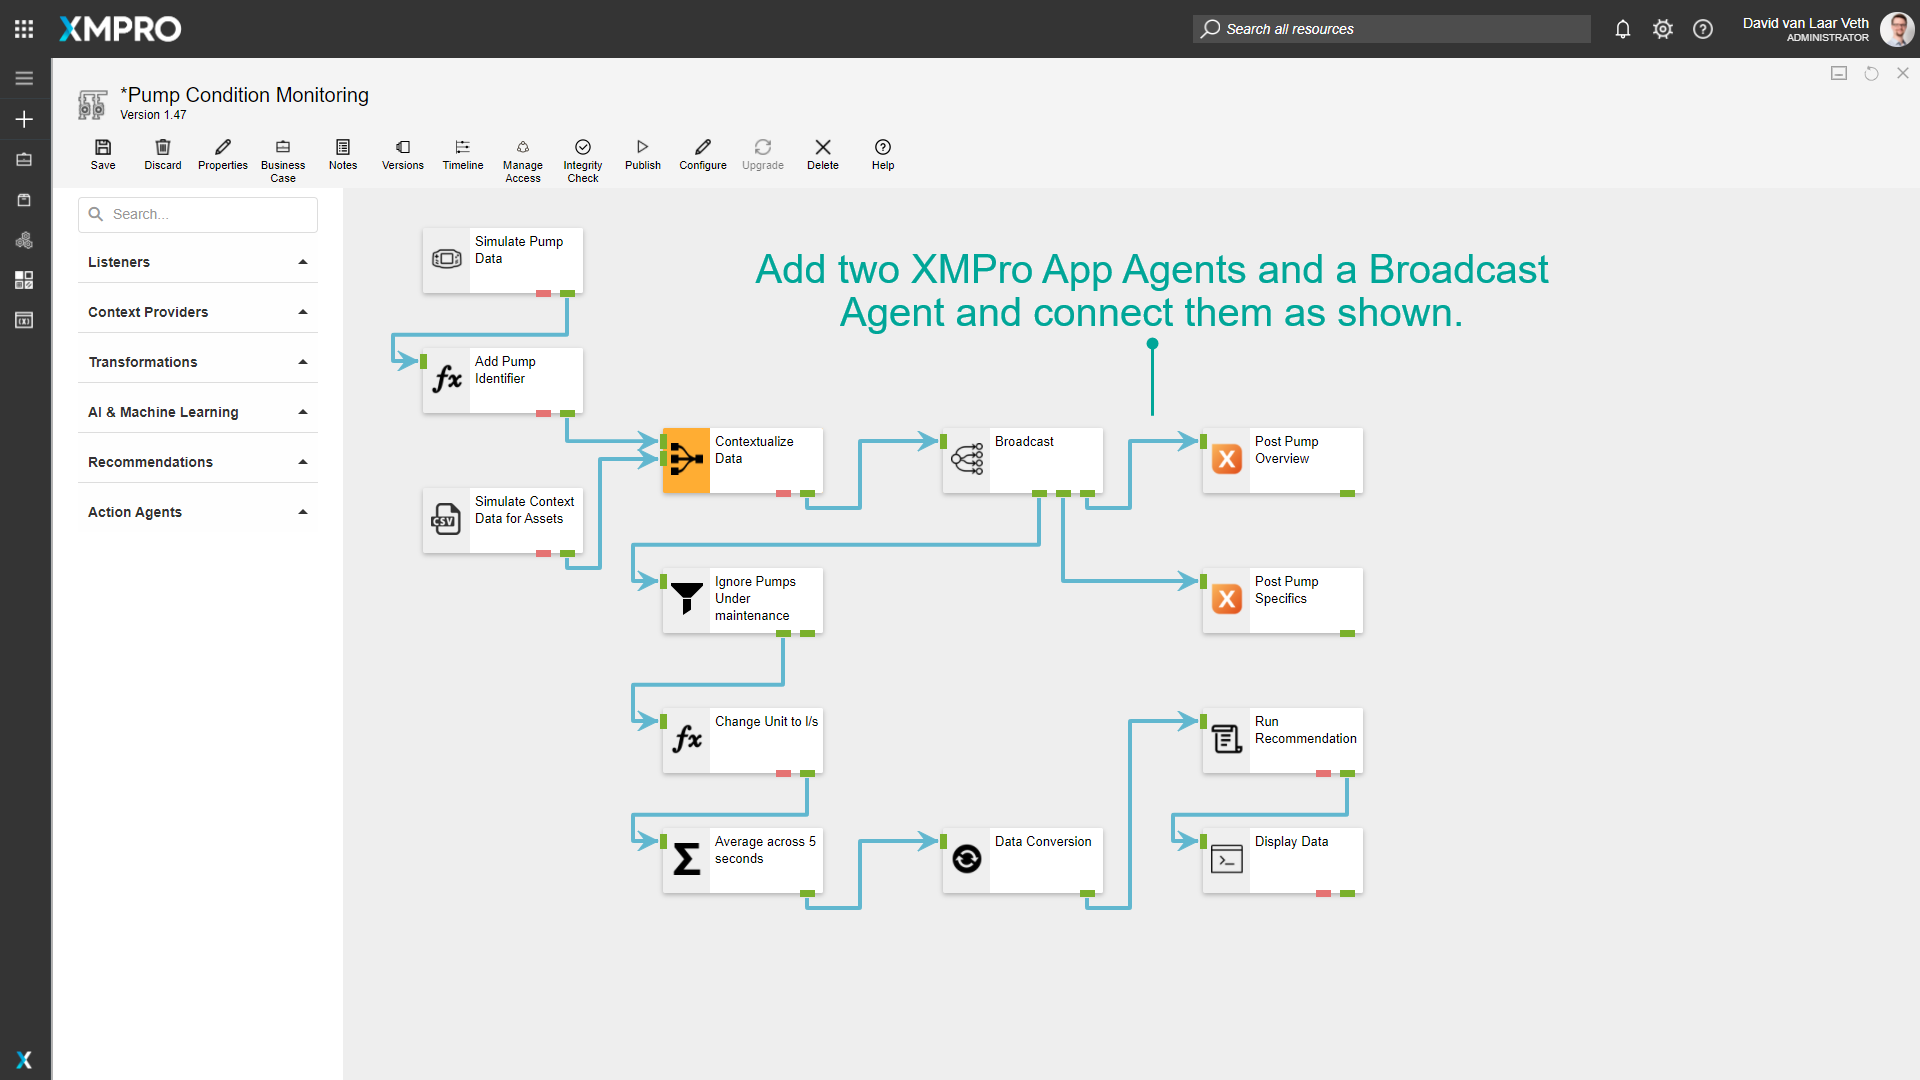 XMPRO
Search all resources
David van Laar Veth
ADMINISTRATOR
*Pump Condition Monitoring
Version 1.47
Save
Discard
Properties
Business
Case
Notes
Versions
Timeline
Manage
Access
Integrity
Check
Publish
Configure
Upgrade
Delete
Help
Search...
Listeners
Context Providers
Transformations
AI & Machine Learning
Recommendations
Action Agents
Add two XMPro App Agents and a Broadcast
Agent and connect them as shown.
Simulate Pump
Data
fx
Add Pump
Identifier
Contextualize
Data
Broadcast
X
Post Pump
Overview
CSV
Simulate Context
Data for Assets
Ignore Pumps
Under
maintenance
X
Post Pump
Specifics
fx
Change Unit to l/s
Run
Recommendation
Σ
Average across 5
seconds
Data Conversion
>_
Display Data
X